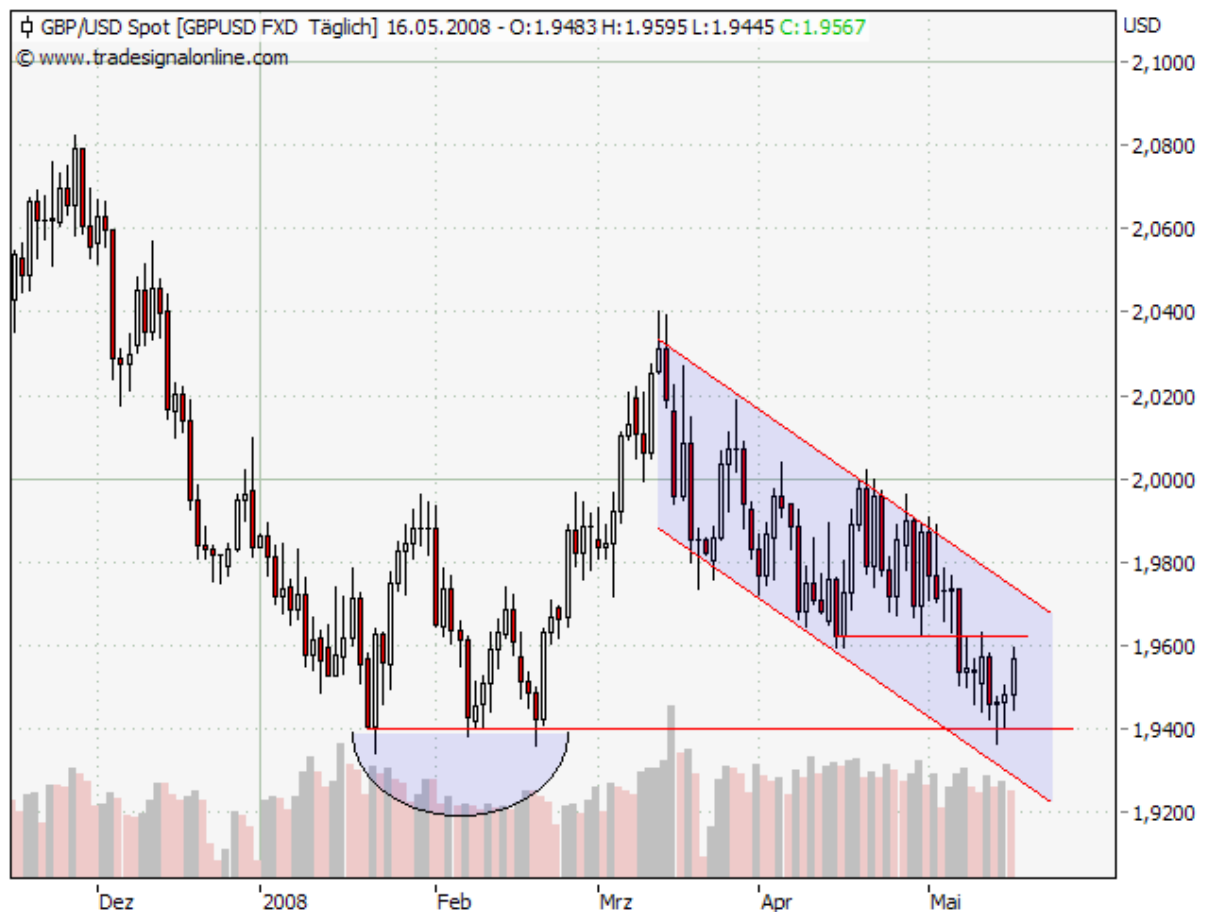 GBP/USD Spot [GBPUSD FXD Täglich] 16.05.2008 - O:1.9483 H:1.9595 L:1.9445 C:1.9567
USD
© www.tradesignalonline.com
2,1000
2,0800
2,0600
2,0400
2,0200
2,0000
1,9800
1,9600
1,9400
1,9200
Dez 2008 Feb Mrz Apr Mai